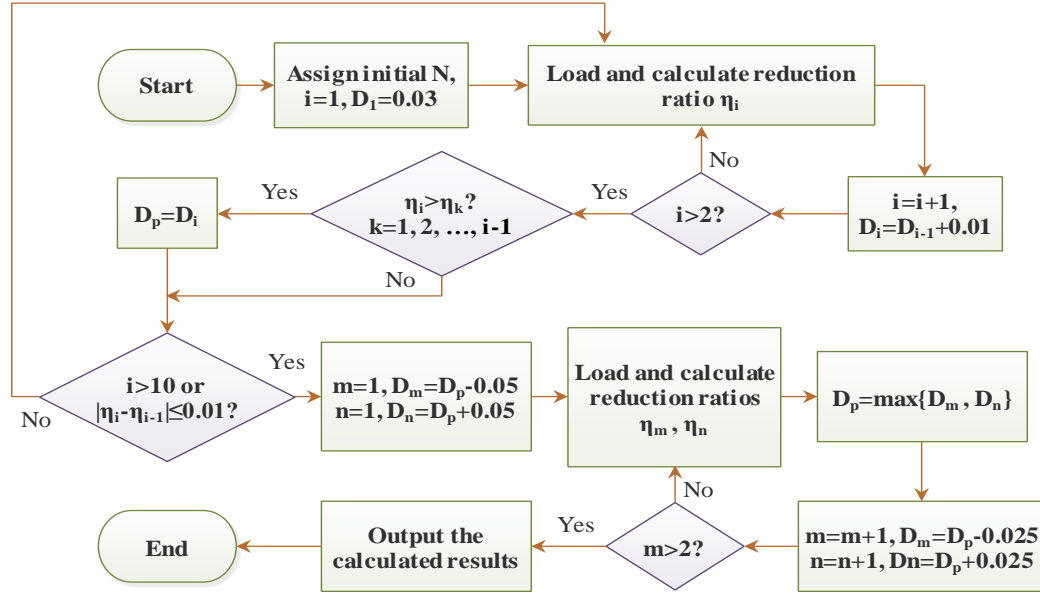 Start
Assign initial N,
i=1, D₁=0.03
Load and calculate reduction
ratio ηᵢ
No
i=i+1,
Dᵢ=Dᵢ₋₁+0.01
i>2?
Yes
ηᵢ>ηₖ?
k=1, 2, …, i-1
Yes
Dₚ=Dᵢ
No
i>10 or
|ηᵢ-ηᵢ₋₁|≤0.01?
No
Yes
m=1, Dₘ=Dₚ-0.05
n=1, Dₙ=Dₚ+0.05
Load and calculate
reduction ratios
ηₘ , ηₙ
Dₚ=max{Dₘ , Dₙ}
m=m+1, Dₘ=Dₚ-0.025
n=n+1, Dn=Dₚ+0.025
No
m>2?
Yes
Output the
calculated results
End